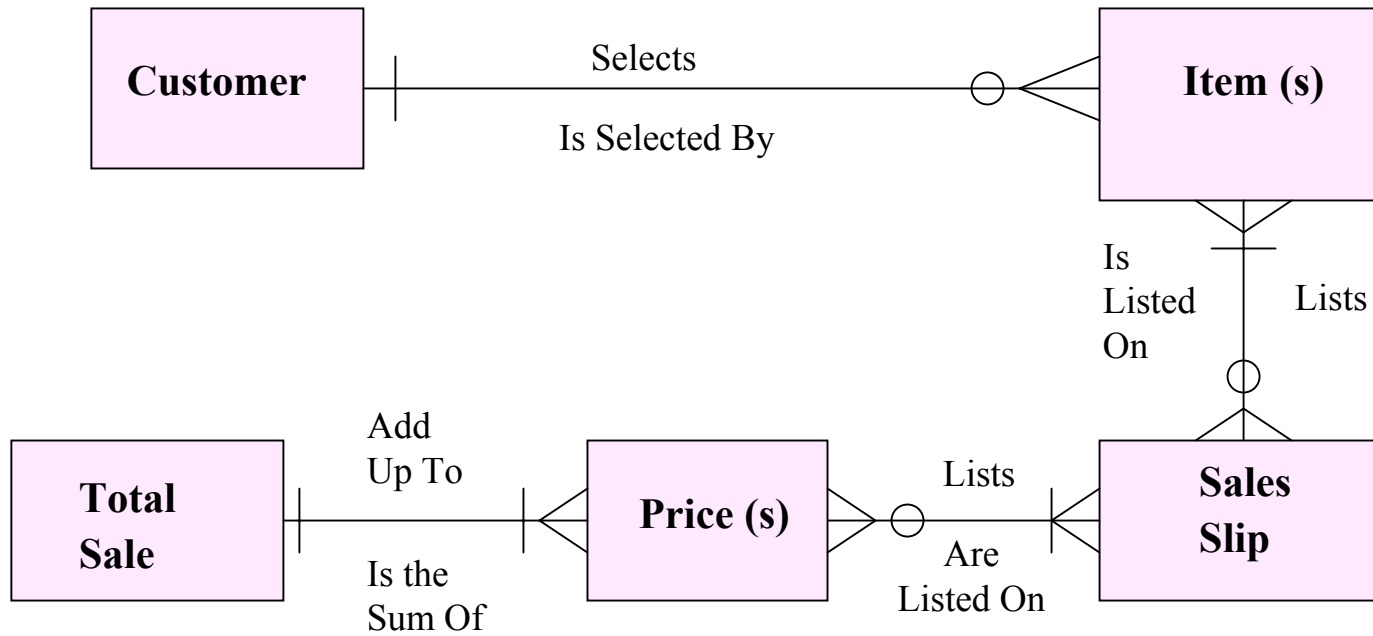 Customer
Selects
Is Selected By
Item (s)
Is
Listed
On
Lists
Total
Sale
Add
Up To
Is the
Sum Of
Price (s)
Lists
Are
Listed On
Sales
Slip